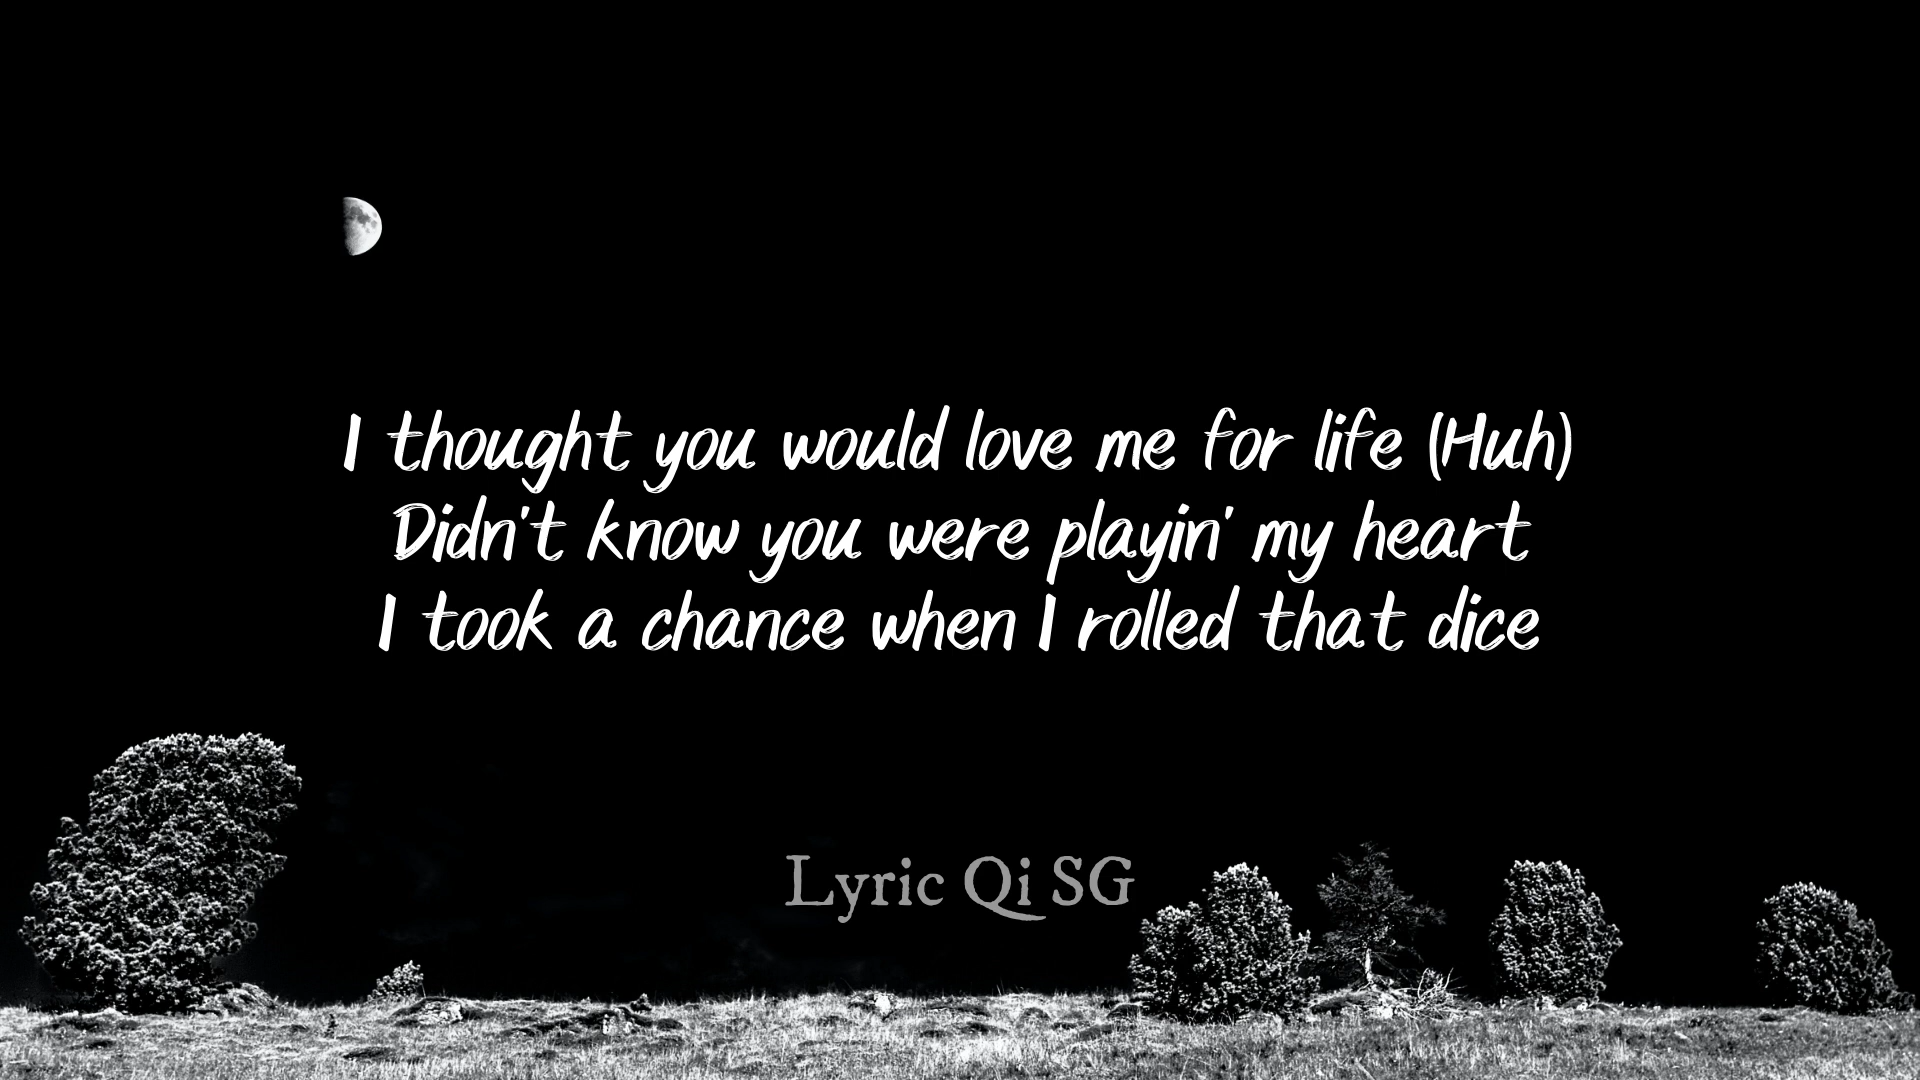 I thought you would love me for life (Huh)
Didn't know you were playin' my heart
I took a chance when I rolled that dice
Lyric Qi SG